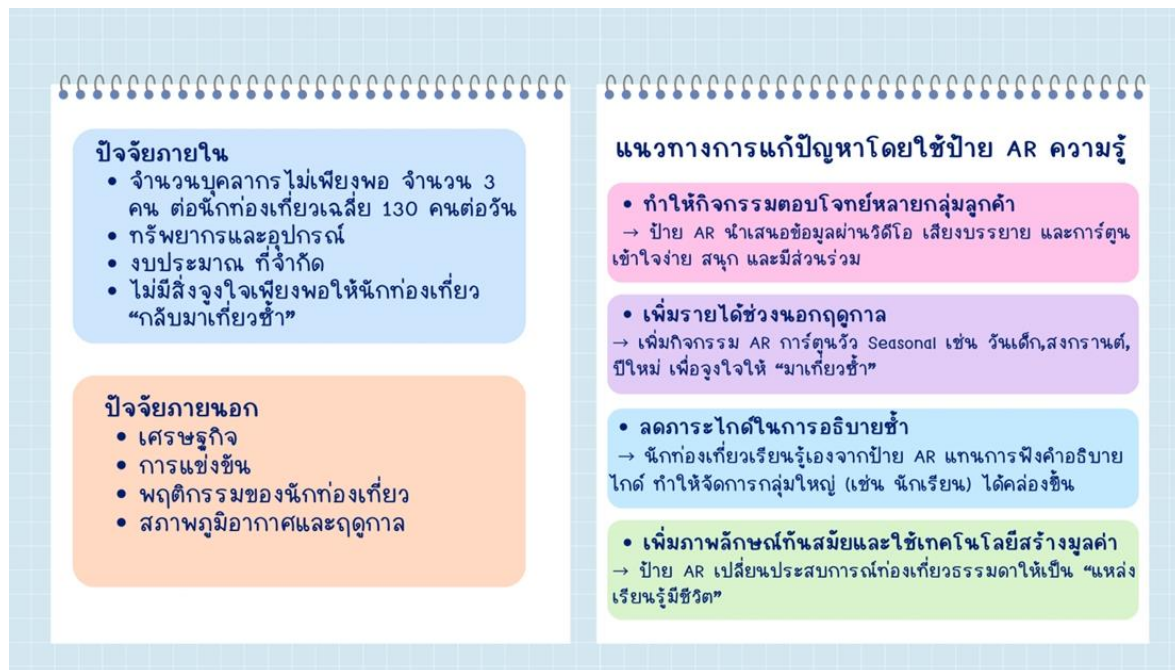 ปัจจัยภายใน
• จำนวนบุคลากรไม่เพียงพอ จำนวน 3
คน ต่อนักท่องเที่ยวเฉลี่ย 130 คนต่อวัน
• ทรัพยากรและอุปกรณ์
• งบประมาณ ที่จำกัด
• ไม่มีสิ่งจูงใจเพียงพอให้นักท่องเที่ยว
“กลับมาเที่ยวซ้ำ”
ปัจจัยภายนอก
• เศรษฐกิจ
• การแข่งขัน
• พฤติกรรมของนักท่องเที่ยว
• สภาพภูมิอากาศและฤดูกาล
แนวทางการแก้ปัญหาโดยใช้ป้าย AR ความรู้
• ทำให้กิจกรรมตอบโจทย์หลายกลุ่มลูกค้า
→ ป้าย AR นำเสนอข้อมูลผ่านวิดีโอ เสียงบรรยาย และการ์ตูน
เข้าใจง่าย สนุก และมีส่วนร่วม
• เพิ่มรายได้ช่วงนอกฤดูกาล
→ เพิ่มกิจกรรม AR การ์ตูนวัว Seasonal เช่น วันเด็ก,สงกรานต์,
ปีใหม่ เพื่อจูงใจให้ “มาเที่ยวซ้ำ”
• ลดภาระไกด์ในการอธิบายซ้ำ
→ นักท่องเที่ยวเรียนรู้เองจากป้าย AR แทนการฟังคำอธิบาย
ไกด์ ทำให้จัดการกลุ่มใหญ่ (เช่น นักเรียน) ได้คล่องขึ้น
• เพิ่มภาพลักษณ์ทันสมัยและใช้เทคโนโลยีสร้างมูลค่า
→ ป้าย AR เปลี่ยนประสบการณ์ท่องเที่ยวธรรมดาให้เป็น “แหล่ง
เรียนรู้มีชีวิต”